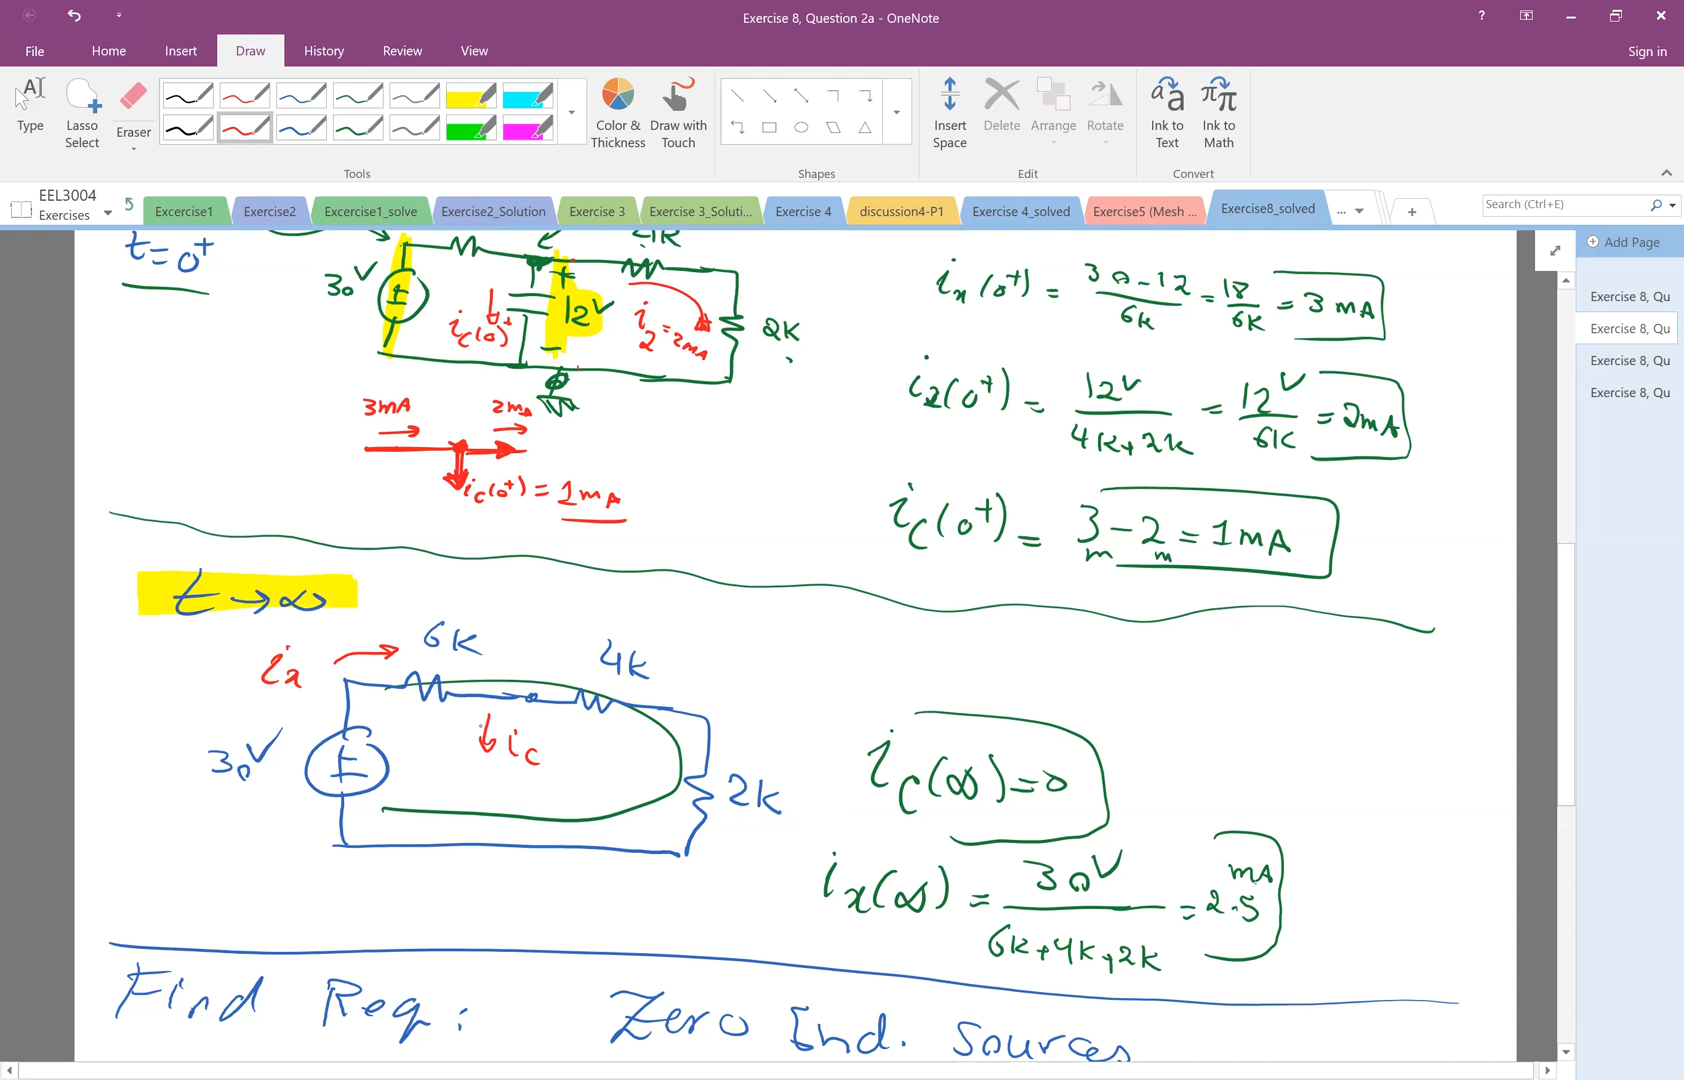 Exercise 8, Question 2a - OneNote
?
File Home Insert Draw History Review View
Sign in
Type
Lasso Select
Eraser
Color & Thickness
Draw with Touch
Insert Space
Delete
Arrange
Rotate
Ink to Text
Ink to Math
Tools Shapes Edit Convert
EEL3004
Exercises
Excercise1 Exercise2 Excercise1_solve Exercise2_Solution Exercise 3 Exercise 3_Soluti... Exercise 4 discussion4-P1 Exercise 4_solved Exercise5 (Mesh ... Exercise8_solved ...
Search (Ctrl+E)
Add Page
Exercise 8, Qu
Exercise 8, Qu
Exercise 8, Qu
Exercise 8, Qu
t=0⁺
30V
ic(0)⁺
12V
i2=2mA
2K
3mA 2mA
ic(0⁺) = 1mA
ix(0⁺) = 30-12/6K = 18/6K = 3 mA
i2(0⁺) = 12V/4K+2K = 12V/6K = 2mA
ic(0⁺) = 3m - 2m = 1mA
t→∞
ix
6K
4K
30V
ic
2K
ic(∞)=0
ix(∞) = 30V/6K+4K+2K = 2.5 mA
Find Req: Zero Ind. Sources